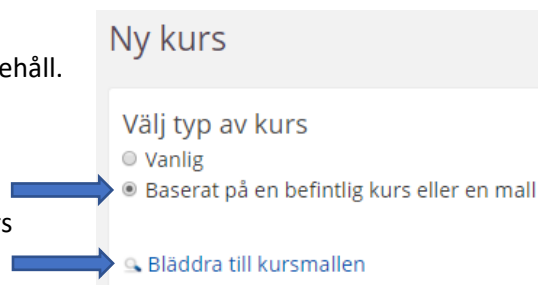 Ny kurs
ehåll.
Välj typ av kurs
Vanlig
Baserat på en befintlig kurs eller en mall
rs
Bläddra till kursmallen